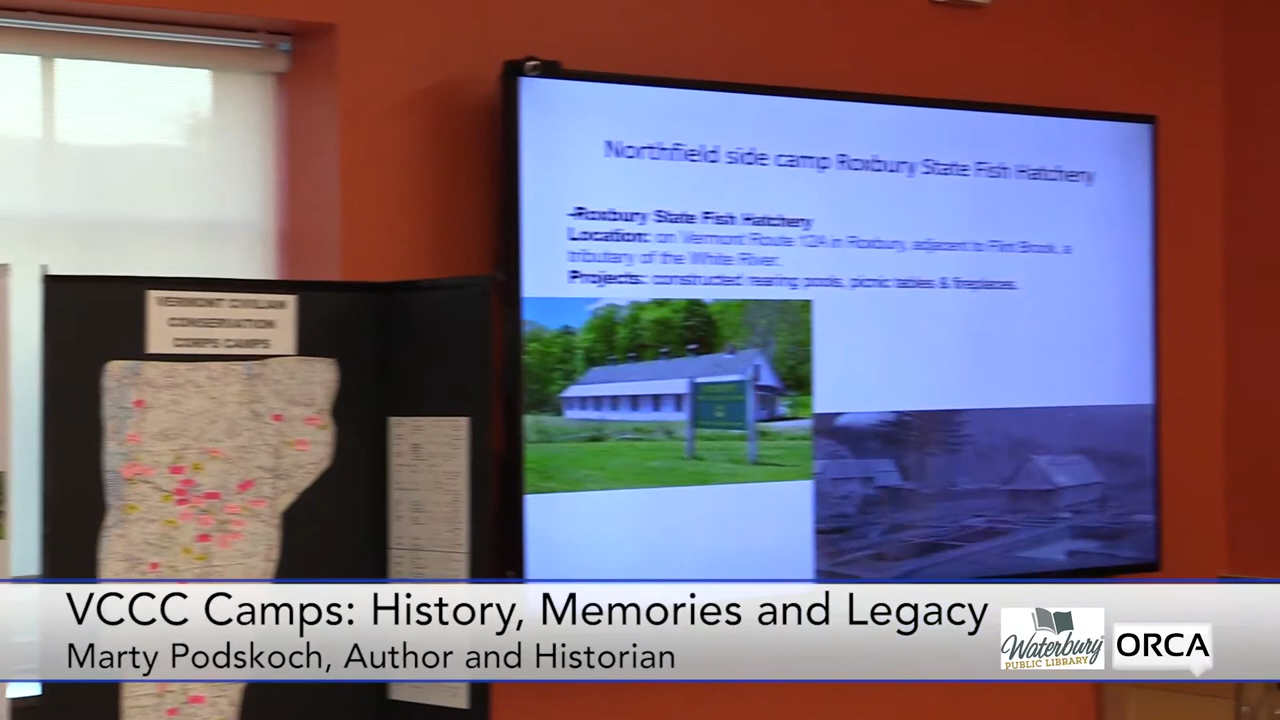 Northfield side camp Roxbury State Fish Hatchery
-Roxbury State Fish Hatchery
Location: on Vermont Route 12A in Roxbury, adjacent to Flint Brook, a
tributary of the White River.
Projects: constructed rearing pools, picnic tables & fireplaces.
VERMONT CIVILIAN
CONSERVATION
CORPS CAMPS
VCCC Camps: History, Memories and Legacy
Marty Podskoch, Author and Historian
Waterbury
PUBLIC LIBRARY
ORCA